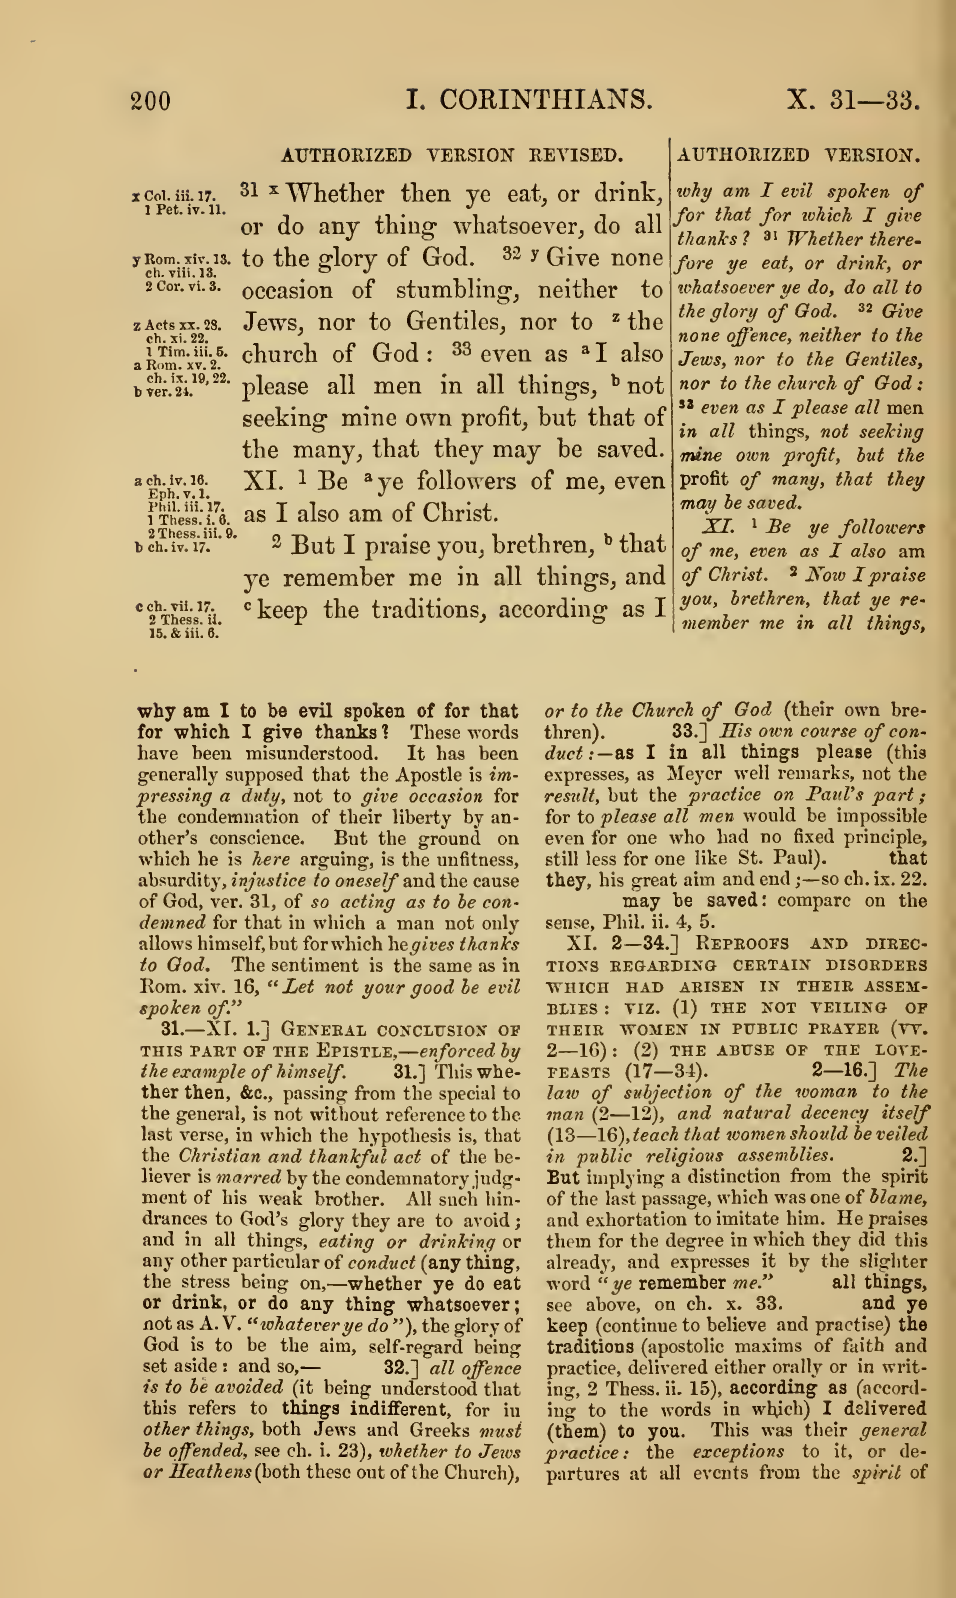 200 I. CORINTHIANS. X. 31—33.
AUTHORIZED VERSION REVISED.
x Col. iii. 17.
1 Pet. iv. 11.
y Rom. xiv. 13.
ch. viii. 13.
2 Cor. vi. 3.
z Acts xx. 28.
ch. xi. 22.
1 Tim. iii. 5.
a Rom. xv. 2.
ch. ix. 19, 22.
b ver. 24.
a ch. iv. 16.
Eph. v. 1.
Phil. iii. 17.
1 Thess. i. 6.
2 Thess. iii. 9.
b ch. iv. 17.
c ch. vii. 17.
2 Thess. ii.
15. & iii. 6.
31 x Whether then ye eat, or drink,
or do any thing whatsoever, do all
to the glory of God. 32 y Give none
occasion of stumbling, neither to
Jews, nor to Gentiles, nor to z the
church of God : 33 even as a I also
please all men in all things, b not
seeking mine own profit, but that of
the many, that they may be saved.
XI. 1 Be a ye followers of me, even
as I also am of Christ.
2 But I praise you, brethren, b that
ye remember me in all things, and
c keep the traditions, according as I
AUTHORIZED VERSION.
why am I evil spoken of
for that for which I give
thanks ? 31 Whether there-
fore ye eat, or drink, or
whatsoever ye do, do all to
the glory of God. 32 Give
none offence, neither to the
Jews, nor to the Gentiles,
nor to the church of God :
33 even as I please all men
in all things, not seeking
mine own profit, but the
profit of many, that they
may be saved.
XI. 1 Be ye followers
of me, even as I also am
of Christ. 2 Now I praise
you, brethren, that ye re-
member me in all things,
why am I to be evil spoken of for that
for which I give thanks? These words
have been misunderstood. It has been
generally supposed that the Apostle is im-
pressing a duty, not to give occasion for
the condemnation of their liberty by an-
other's conscience. But the ground on
which he is here arguing, is the unfitness,
absurdity, injustice to oneself and the cause
of God, ver. 31, of so acting as to be con-
demned for that in which a man not only
allows himself, but for which he gives thanks
to God. The sentiment is the same as in
Rom. xiv. 16, "Let not your good be evil
spoken of."
31.—XI. 1.] GENERAL CONCLUSION OF
THIS PART OF THE EPISTLE,—enforced by
the example of himself. 31.] This whe-
ther then, &c., passing from the special to
the general, is not without reference to the
last verse, in which the hypothesis is, that
the Christian and thankful act of the be-
liever is marred by the condemnatory judg-
ment of his weak brother. All such hin-
drances to God's glory they are to avoid ;
and in all things, eating or drinking or
any other particular of conduct (any thing,
the stress being on,—whether ye do eat
or drink, or do any thing whatsoever ;
not as A. V. "whatever ye do"), the glory of
God is to be the aim, self-regard being
set aside : and so,— 32.] all offence
is to be avoided (it being understood that
this refers to things indifferent, for in
other things, both Jews and Greeks must
be offended, see ch. i. 23), whether to Jews
or Heathens (both these out of the Church),
or to the Church of God (their own bre-
thren). 33.] His own course of con-
duct :—as I in all things please (this
expresses, as Meyer well remarks, not the
result, but the practice on Paul's part ;
for to please all men would be impossible
even for one who had no fixed principle,
still less for one like St. Paul). that
they, his great aim and end ;—so ch. ix. 22.
may be saved : compare on the
sense, Phil. ii. 4, 5.
XI. 2—34.] REPROOFS AND DIREC-
TIONS REGARDING CERTAIN DISORDERS
WHICH HAD ARISEN IN THEIR ASSEM-
BLIES : VIZ. (1) THE NOT VEILING OF
THEIR WOMEN IN PUBLIC PRAYER (VV.
2—16) : (2) THE ABUSE OF THE LOVE-
FEASTS (17—34). 2—16.] The
law of subjection of the woman to the
man (2—12), and natural decency itself
(13—16), teach that women should be veiled
in public religious assemblies. 2.]
But implying a distinction from the spirit
of the last passage, which was one of blame,
and exhortation to imitate him. He praises
them for the degree in which they did this
already, and expresses it by the slighter
word "ye remember me." all things,
see above, on ch. x. 33. and ye
keep (continue to believe and practise) the
traditions (apostolic maxims of faith and
practice, delivered either orally or in writ-
ing, 2 Thess. ii. 15), according as (accord-
ing to the words in which) I delivered
(them) to you. This was their general
practice : the exceptions to it, or de-
partures at all events from the spirit of